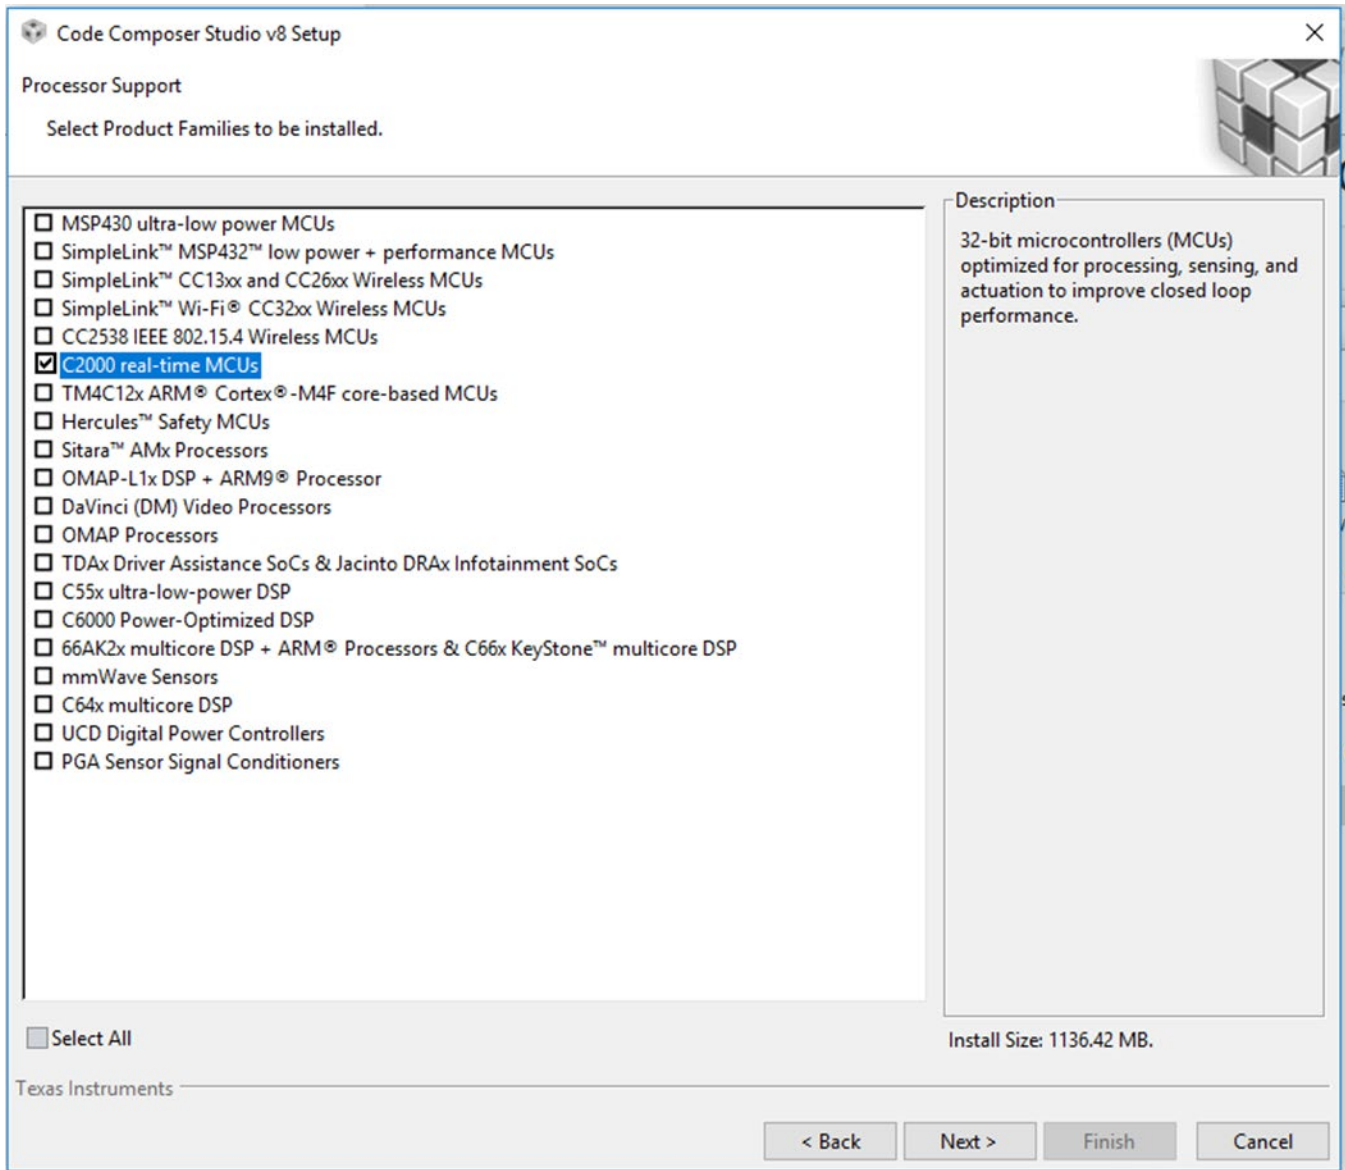 Code Composer Studio v8 Setup
Processor Support
Select Product Families to be installed.
MSP430 ultra-low power MCUs
SimpleLink™ MSP432™ low power + performance MCUs
SimpleLink™ CC13xx and CC26xx Wireless MCUs
SimpleLink™ Wi-Fi® CC32xx Wireless MCUs
CC2538 IEEE 802.15.4 Wireless MCUs
C2000 real-time MCUs
TM4C12x ARM® Cortex®-M4F core-based MCUs
Hercules™ Safety MCUs
Sitara™ AMx Processors
OMAP-L1x DSP + ARM9® Processor
DaVinci (DM) Video Processors
OMAP Processors
TDAx Driver Assistance SoCs & Jacinto DRAx Infotainment SoCs
C55x ultra-low-power DSP
C6000 Power-Optimized DSP
66AK2x multicore DSP + ARM® Processors & C66x KeyStone™ multicore DSP
mmWave Sensors
C64x multicore DSP
UCD Digital Power Controllers
PGA Sensor Signal Conditioners
Description
32-bit microcontrollers (MCUs)
optimized for processing, sensing, and
actuation to improve closed loop
performance.
Select All
Install Size: 1136.42 MB.
Texas Instruments
< Back
Next >
Finish
Cancel